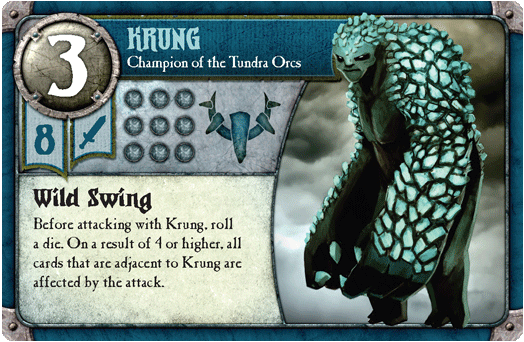 3
KRUNG
Champion of the Tundra Orcs
8
Wild Swing
Before attacking with Krung, roll
a die. On a result of 4 or higher, all
cards that are adjacent to Krung are
affected by the attack.